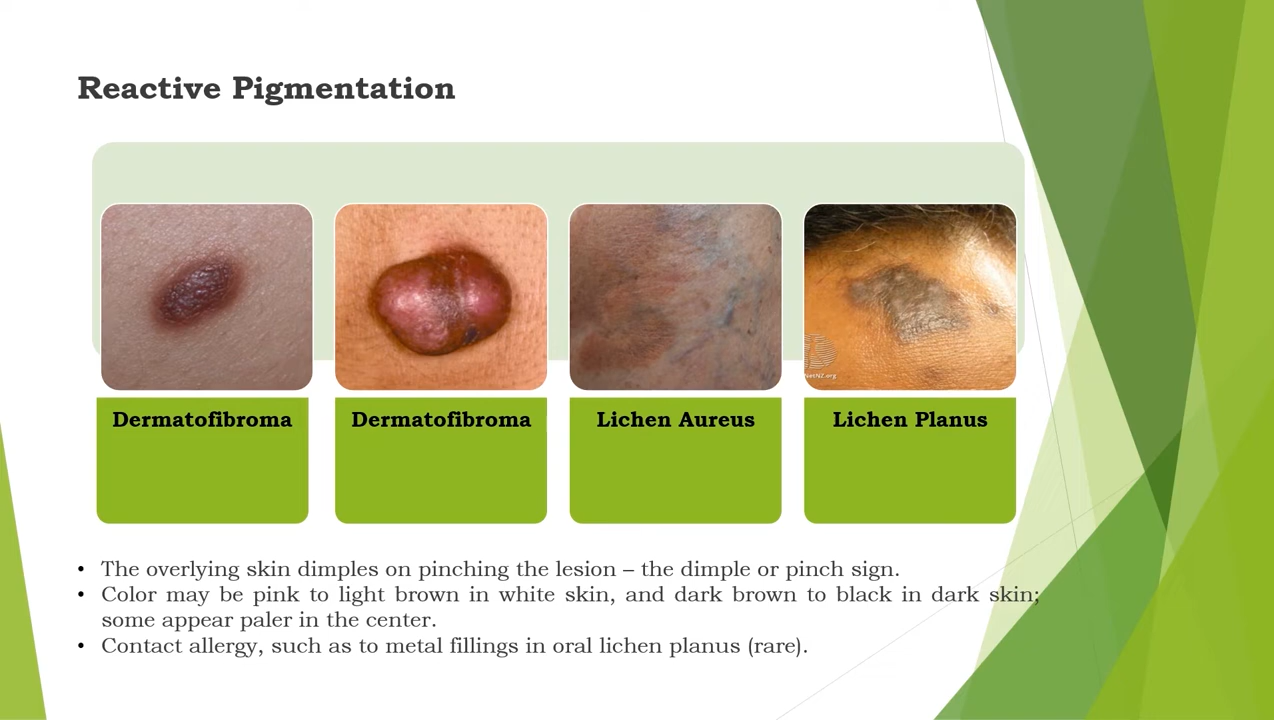 Reactive Pigmentation
Dermatofibroma
Dermatofibroma
Lichen Aureus
Lichen Planus
• The overlying skin dimples on pinching the lesion – the dimple or pinch sign.
• Color may be pink to light brown in white skin, and dark brown to black in dark skin;
some appear paler in the center.
• Contact allergy, such as to metal fillings in oral lichen planus (rare).